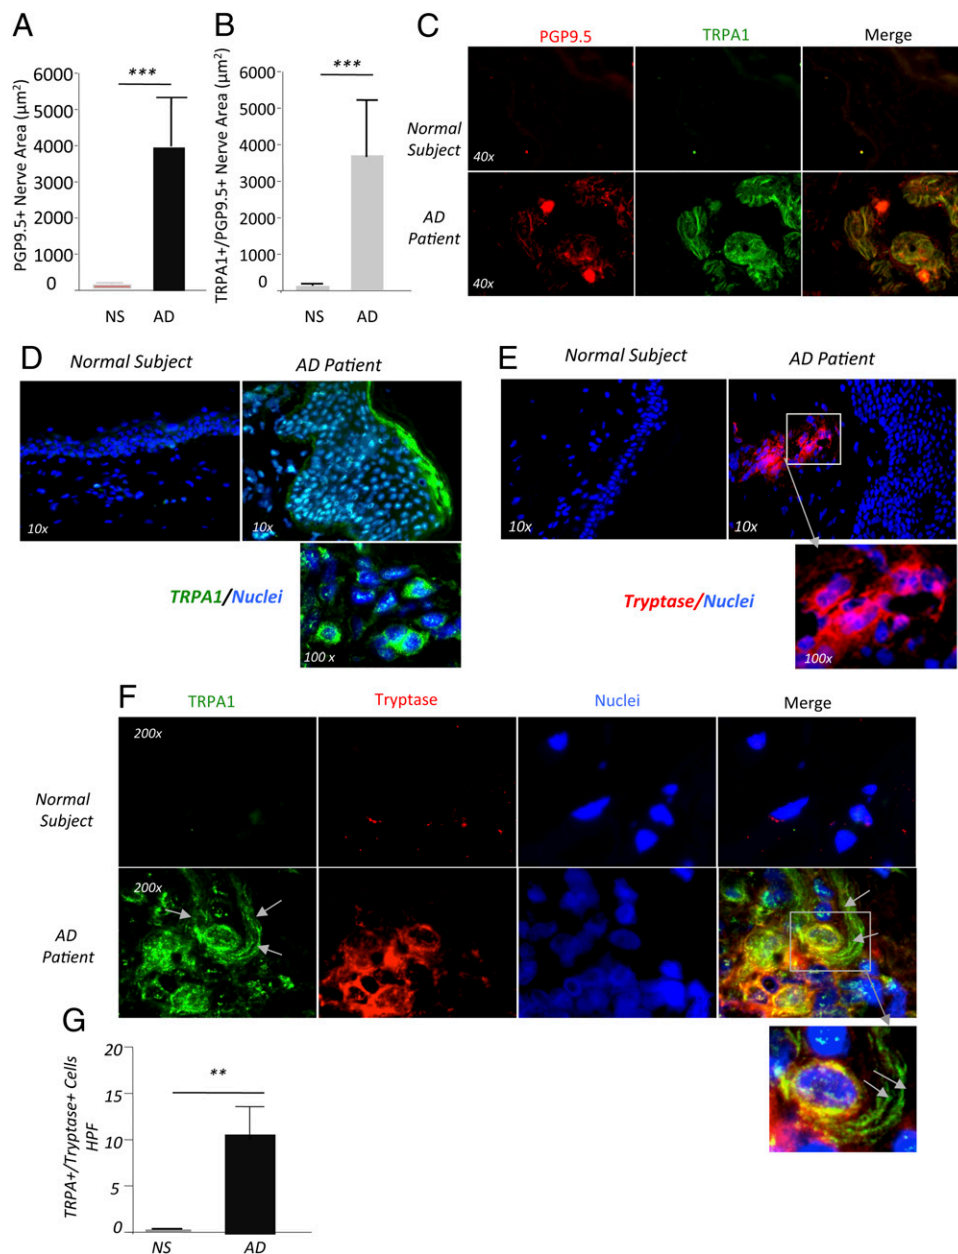 A
PGP9.5+ Nerve Area (µm²)
6000
5000
4000
3000
2000
1000
0
***
NS
AD
B
TRPA1+/PGP9.5+ Nerve Area (µm²)
6000
5000
4000
3000
2000
1000
0
***
NS
AD
C
PGP9.5
TRPA1
Merge
Normal
Subject
40x
AD
Patient
40x
D
Normal Subject
AD Patient
10x
10x
TRPA1/Nuclei
100 x
E
Normal Subject
AD Patient
10x
10x
Tryptase/Nuclei
100x
F
TRPA1
Tryptase
Nuclei
Merge
200x
Normal
Subject
200x
AD
Patient
G
TRPA+/Tryptase+ Cells
HPF
20
15
10
5
0
**
NS
AD